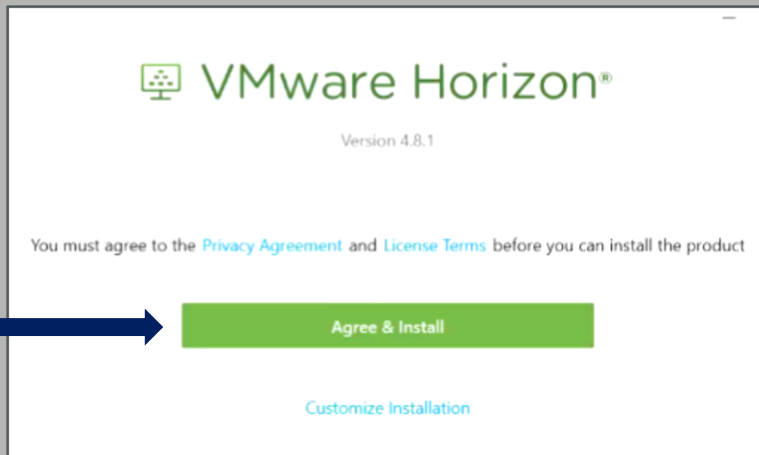 VMware Horizon®
Version 4.8.1
You must agree to the Privacy Agreement and License Terms before you can install the product
Agree & Install
Customize Installation